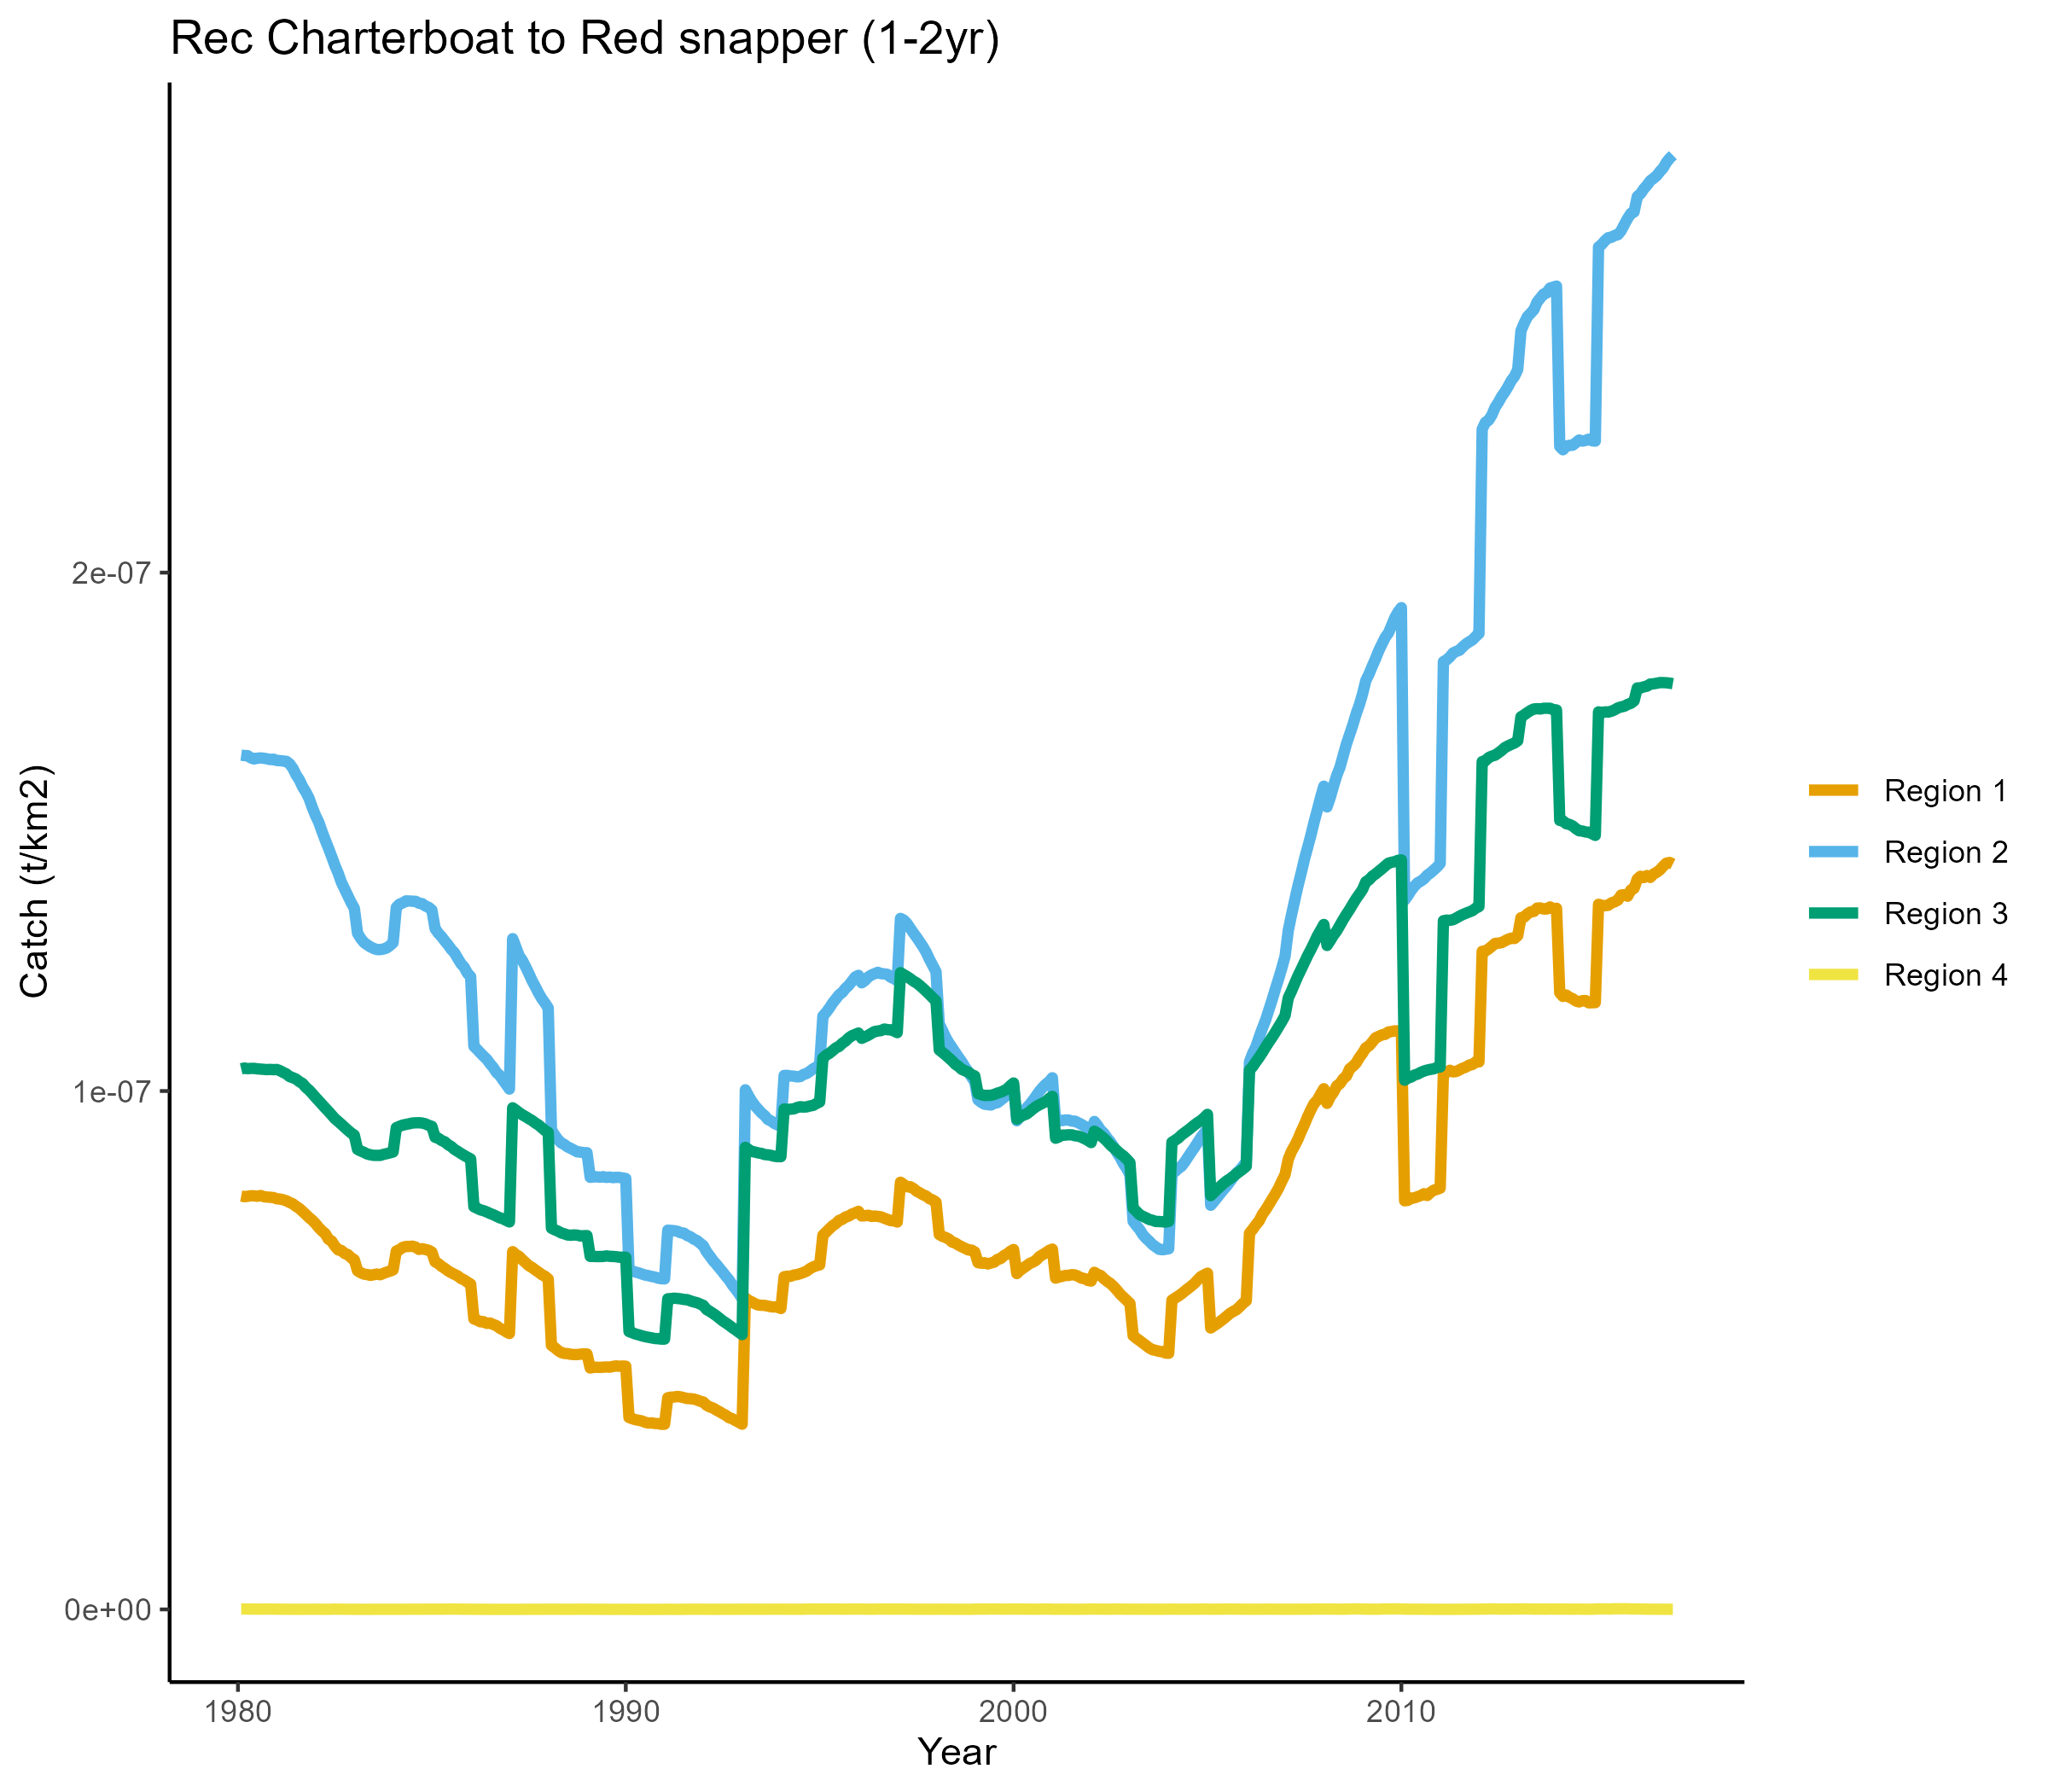 Rec Charterboat to Red snapper (1-2yr)
Catch (t/km2)
2e-07
1e-07
0e+00
1980
1990
2000
2010
Year
Region 1
Region 2
Region 3
Region 4